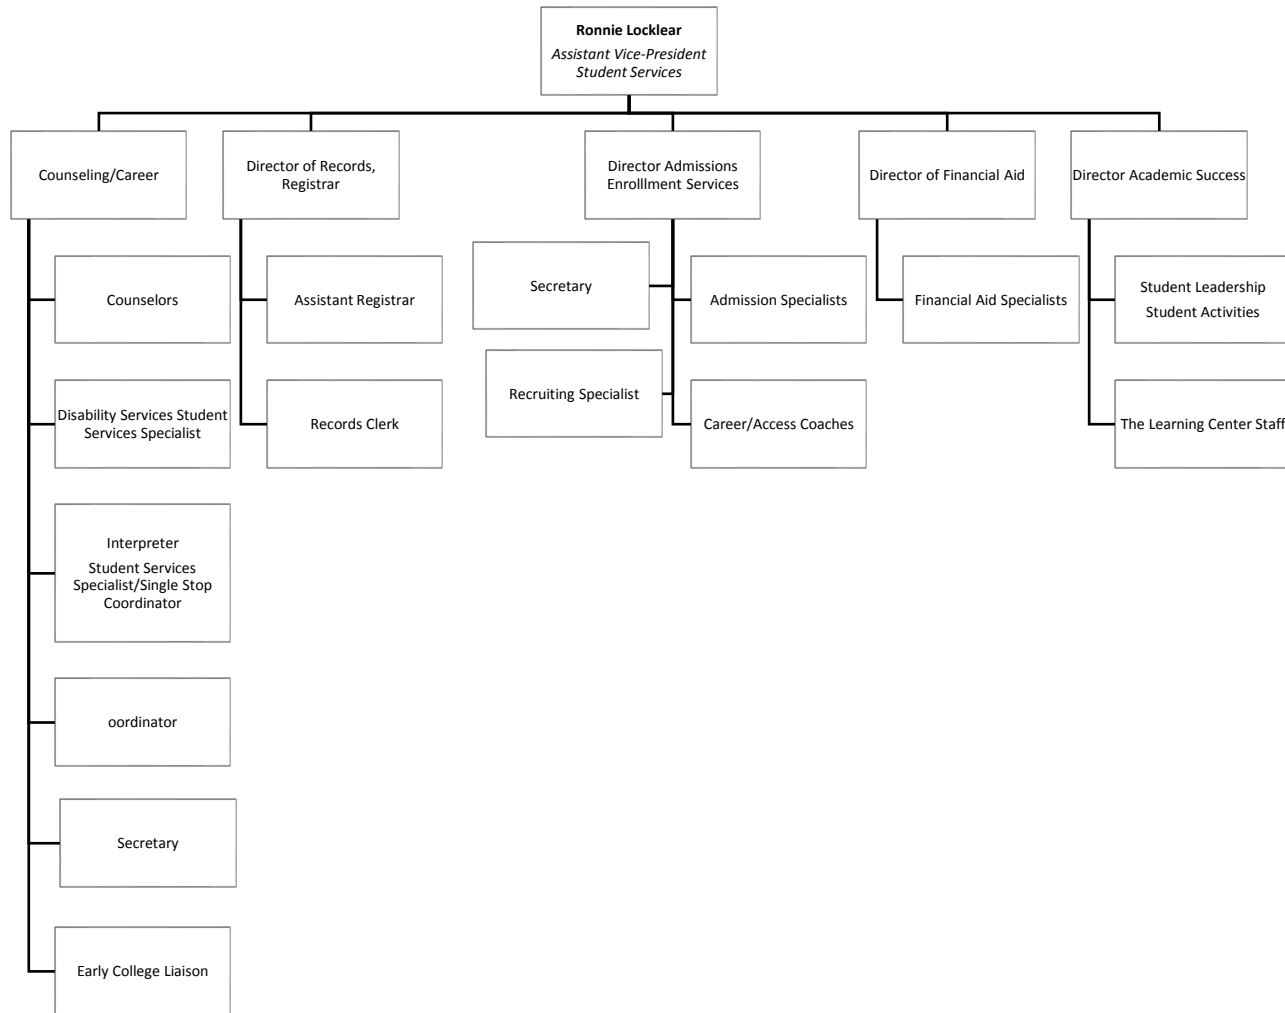 Ronnie Locklear
Assistant Vice-President
Student Services
Counseling/Career
Director of Records,
Registrar
Director Admissions
Enrolllment Services
Director of Financial Aid
Director Academic Success
Counselors
Assistant Registrar
Secretary
Admission Specialists
Financial Aid Specialists
Student Leadership
Student Activities
Disability Services Student
Services Specialist
Records Clerk
Recruiting Specialist
Career/Access Coaches
The Learning Center Staff
Interpreter
Student Services
Specialist/Single Stop
Coordinator
oordinator
Secretary
Early College Liaison